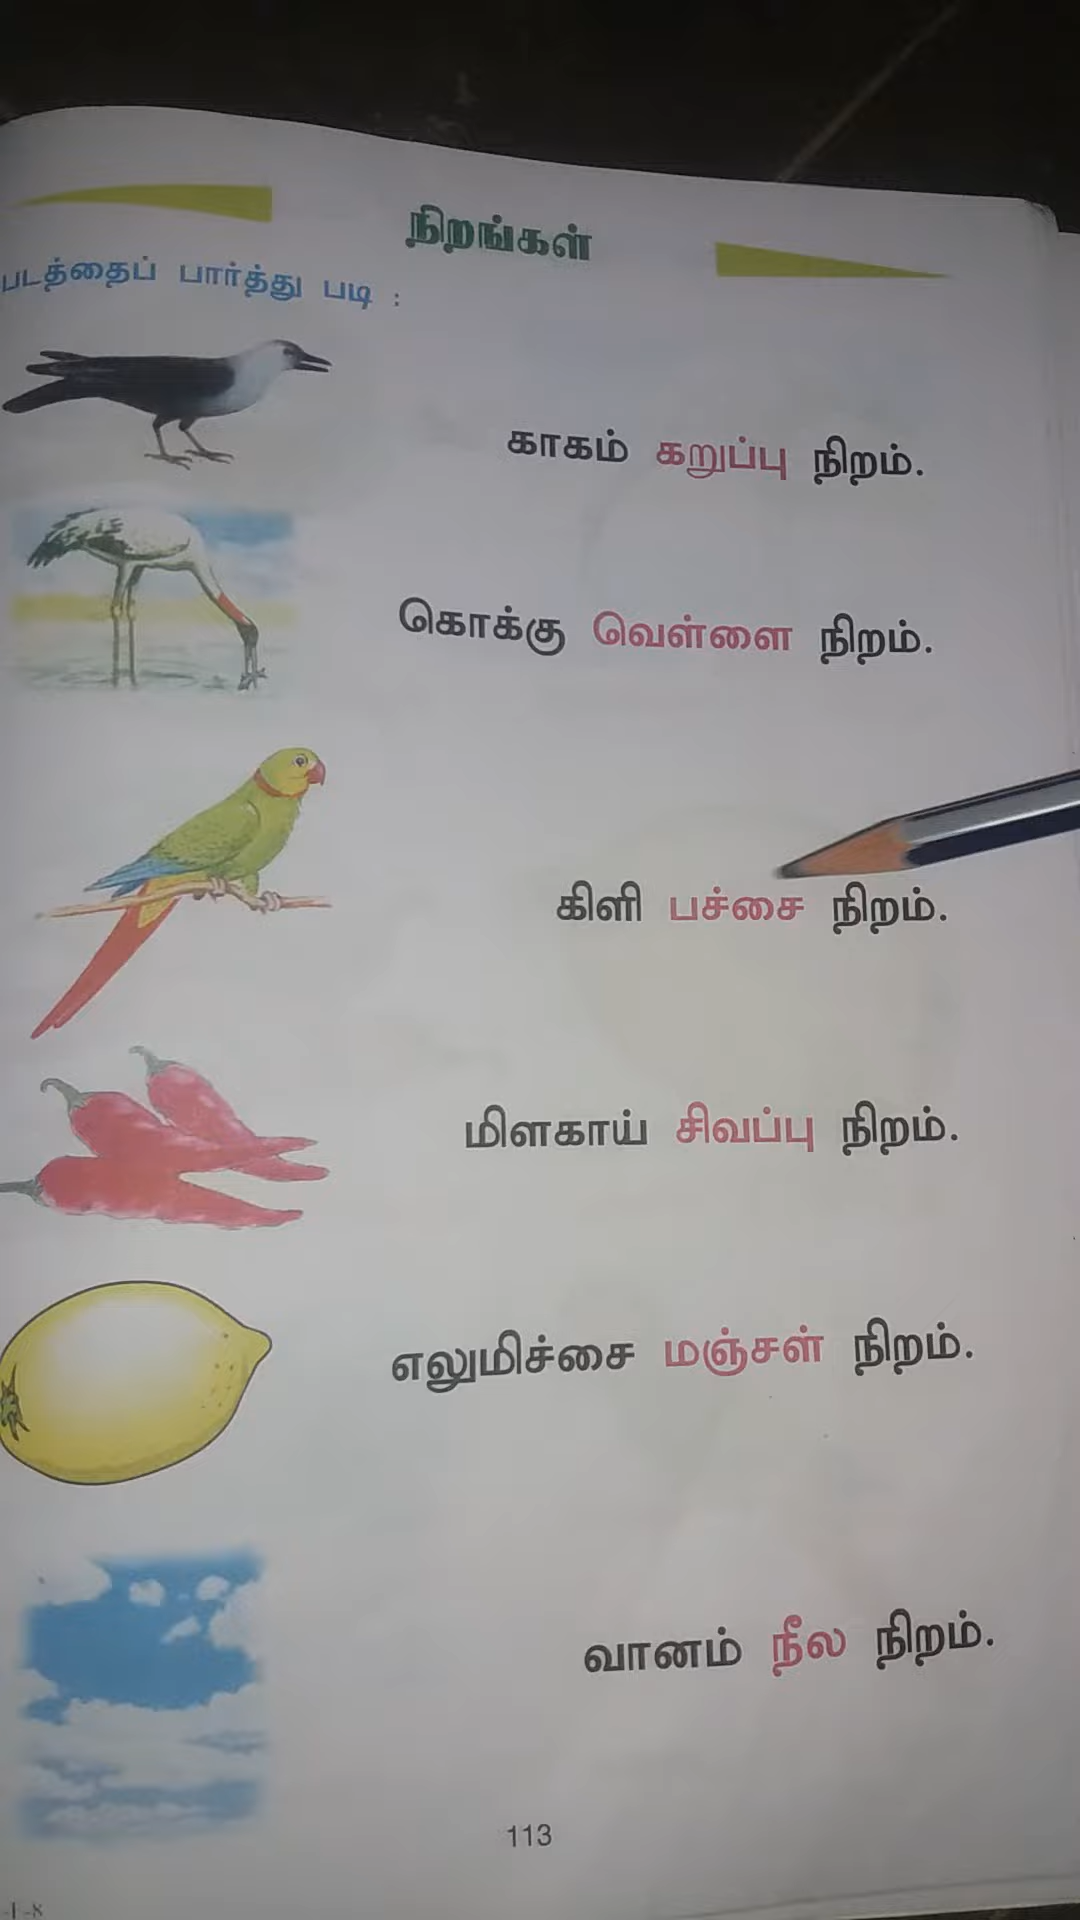 நிறங்கள்
படத்தைப் பார்த்து படி :
காகம் கறுப்பு நிறம்.
கொக்கு வெள்ளை நிறம்.
கிளி பச்சை நிறம்.
மிளகாய் சிவப்பு நிறம்.
எலுமிச்சை மஞ்சள் நிறம்.
வானம் நீல நிறம்.
113